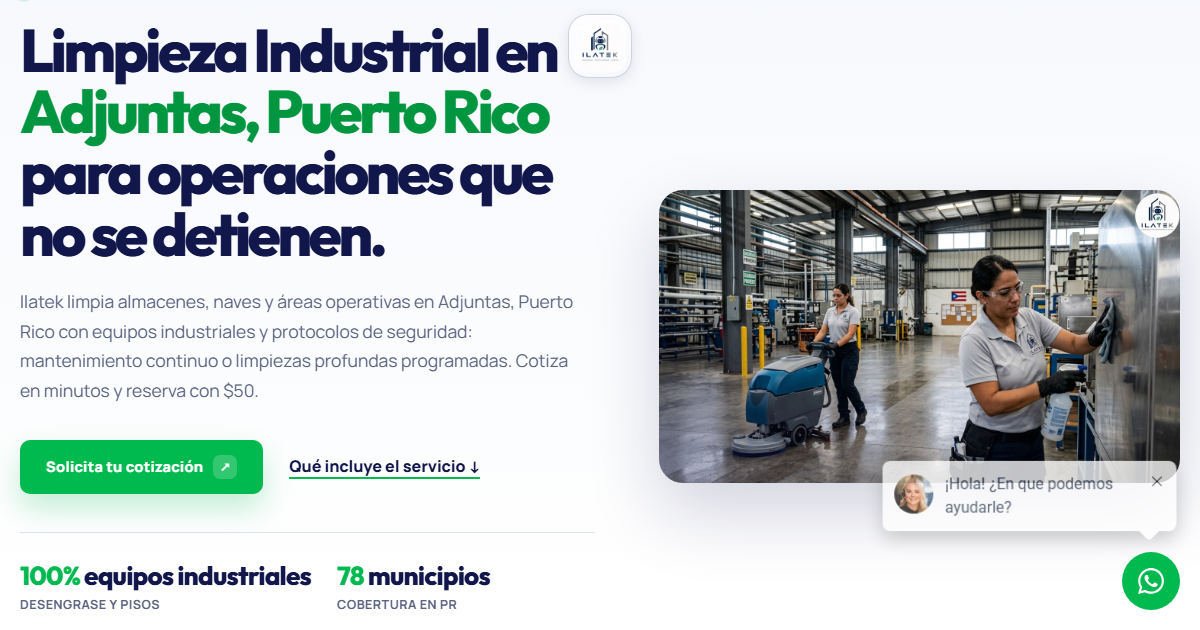 Limpieza Industrial en
ILATEK
Adjuntas, Puerto Rico
para operaciones que
no se detienen.
Ilatek limpia almacenes, naves y áreas operativas en Adjuntas, Puerto
Rico con equipos industriales y protocolos de seguridad:
mantenimiento continuo o limpiezas profundas programadas. Cotiza
en minutos y reserva con $50.
Solicita tu cotización ↗
Qué incluye el servicio ↓
100% equipos industriales
DESENGRASE Y PISOS
78 municipios
COBERTURA EN PR
ILATEK
¡Hola! ¿En que podemos
ayudarle?